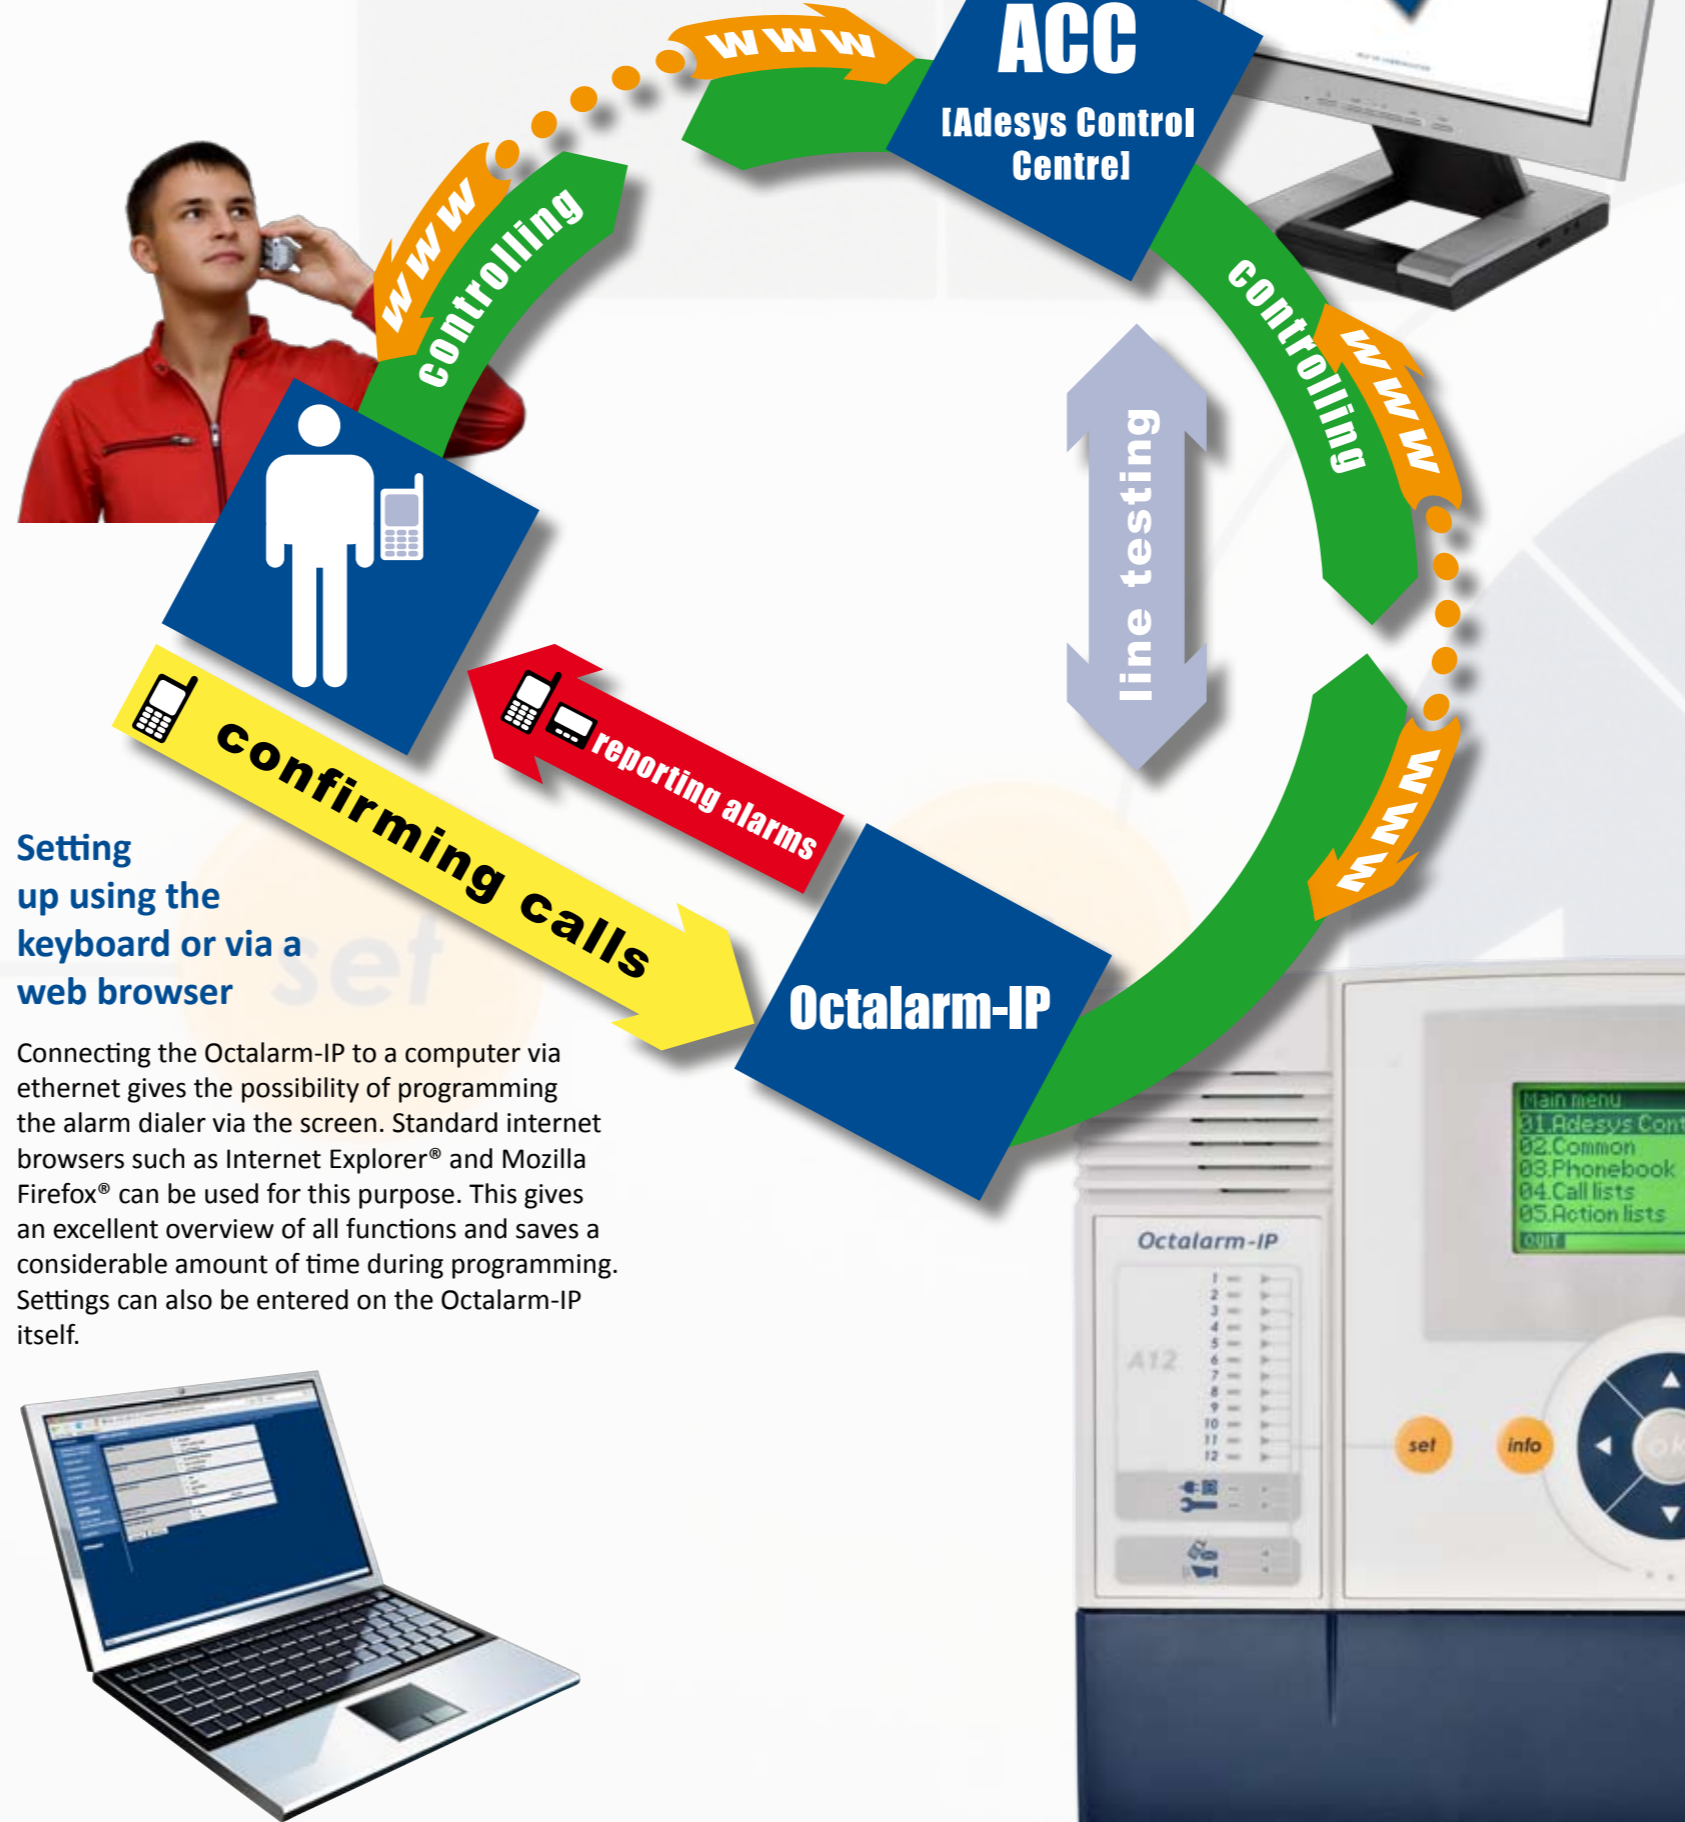 www
ACC
[Adesys Control
Centre]
www
controlling
controlling
www
line testing
reporting alarms
confirming calls
www
Octalarm-IP
Setting
up using the
keyboard or via a
web browser
set
Connecting the Octalarm-IP to a computer via
ethernet gives the possibility of programming
the alarm dialer via the screen. Standard internet
browsers such as Internet Explorer® and Mozilla
Firefox® can be used for this purpose. This gives
an excellent overview of all functions and saves a
considerable amount of time during programming.
Settings can also be entered on the Octalarm-IP
itself.
Main menu
01.Adesys Cont
02.Common
03.Phonebook
04.Call lists
05.Action lists
QUIT
Octalarm-IP
A12
1
2
3
4
5
6
7
8
9
10
11
12
set
info
ok